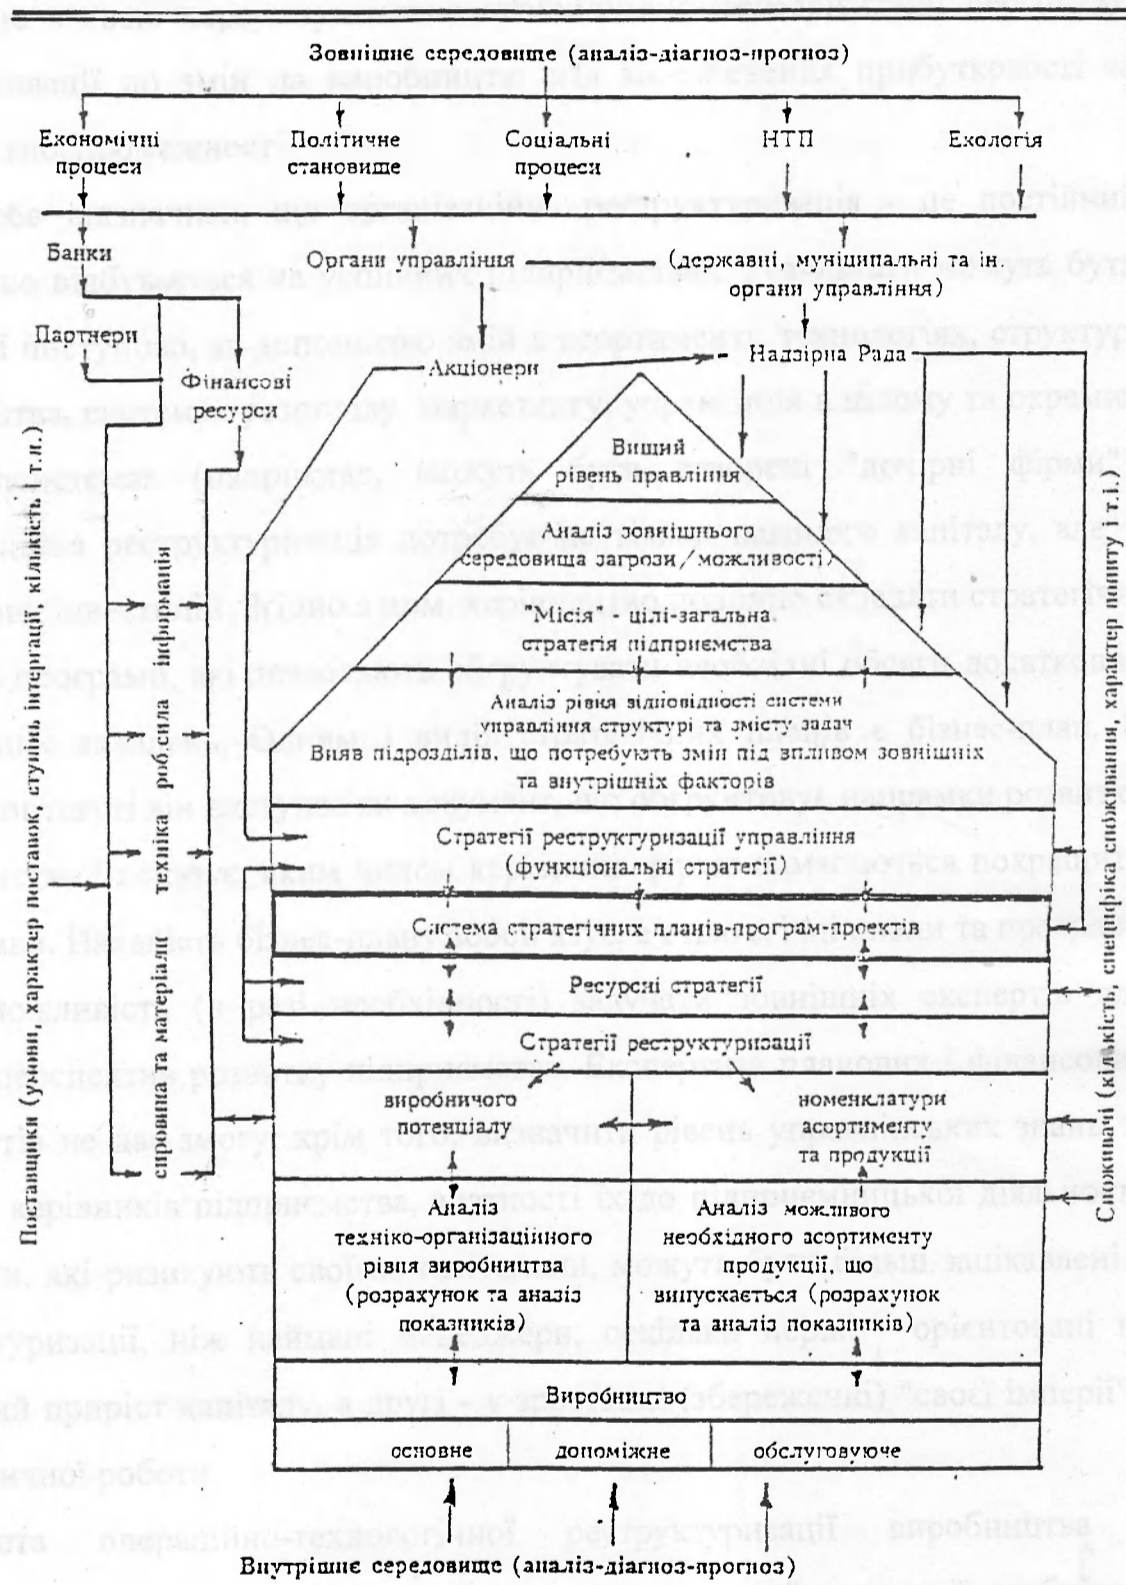 Зовнішнє середовище (аналіз-діагноз-прогноз)
Економічні
процеси
Політичне
становище
Соціальні
процеси
НТП
Екологія
Банки
Органи управління
(державні, муніципальні та ін.
органи управління)
Партнери
Фінансові
ресурси
Акціонери
Надзірна Рада
Вищий
рівень правління
Аналіз зовнішнього
середовища загрози/можливості
"Місія" - цілі-загальна
стратегія підприємства
Аналіз рівня відповідності системи
управління структурі та змісту задач
Вияв підрозділів, що потребують змін під впливом зовнішніх
та внутрішніх факторів
Стратегії реструктуризації управління
(функціональні стратегії)
Система стратегічних планів-програм-проектів
Ресурсні стратегії
Стратегії реструктуризації
виробничого
потенціалу
номенклатури
асортименту
та продукції
Аналіз
техніко-організаційного
рівня виробництва
(розрахунок та аналіз
показників)
Аналіз можливого
необхідного асортименту
продукції, що
випускається (розрахунок
та аналіз показників)
Виробництво
основне
допоміжне
обслуговуюче
Внутрішнє середовище (аналіз-діагноз-прогноз)
Постачальники (умови, характер поставок, ступінь інтеграції, кількість і т.н.)
сировина та матеріали техніка роб.сила інформація
Споживачі (кількість, специфіка споживання, характер попиту і т.і.)